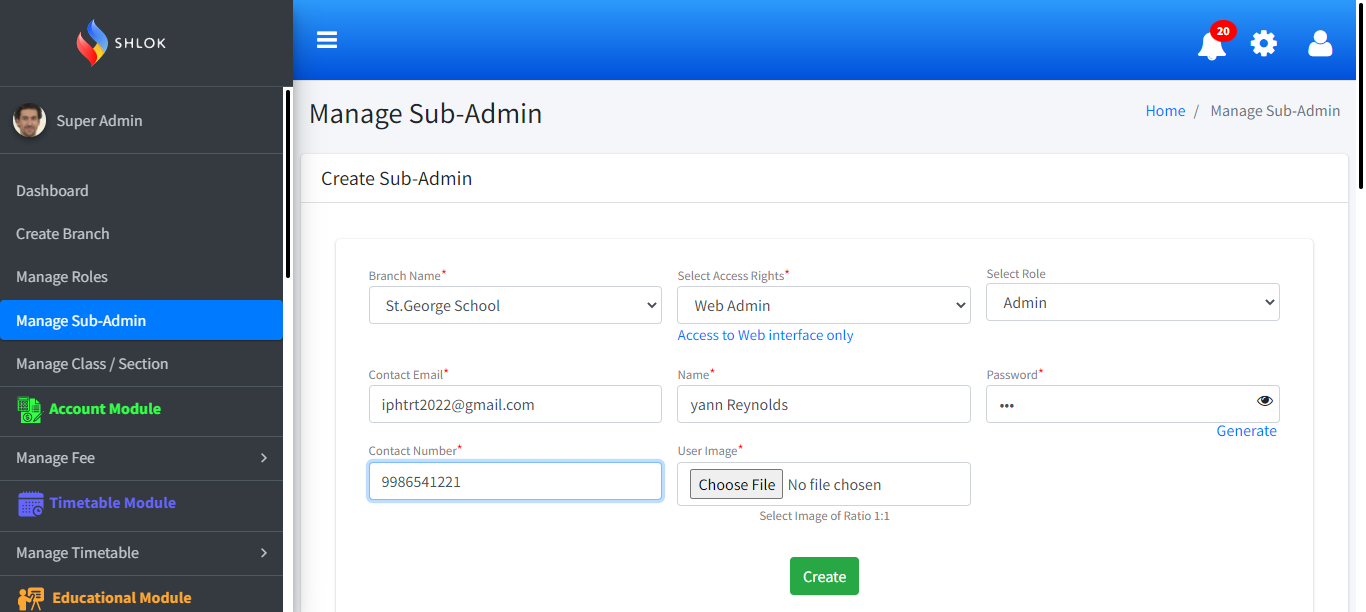 SHLOK
20
Super Admin
Manage Sub-Admin
Home / Manage Sub-Admin
Create Sub-Admin
Dashboard
Create Branch
Manage Roles
Manage Sub-Admin
Manage Class / Section
Account Module
Manage Fee
Timetable Module
Manage Timetable
Educational Module
Branch Name*
Select Access Rights*
Select Role
St.George School
Web Admin
Admin
Access to Web interface only
Contact Email*
Name*
Password*
iphtrt2022@gmail.com
yann Reynolds
•••
Generate
Contact Number*
User Image*
9986541221
Choose File No file chosen
Select Image of Ratio 1:1
Create